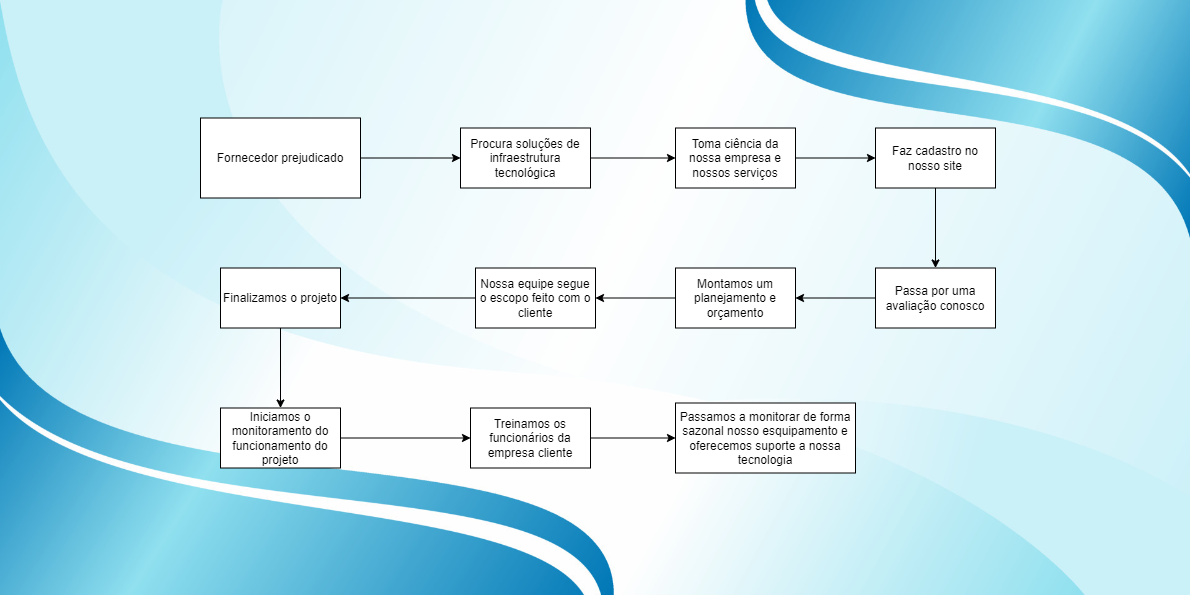 Fornecedor prejudicado
Procura soluções de
infraestrutura
tecnológica
Toma ciência da
nossa empresa e
nossos serviços
Faz cadastro no
nosso site
Passa por uma
avaliação conosco
Montamos um
planejamento e
orçamento
Nossa equipe segue
o escopo feito com o
cliente
Finalizamos o projeto
Iniciamos o
monitoramento do
funcionamento do
projeto
Treinamos os
funcionários da
empresa cliente
Passamos a monitorar de forma
sazonal nosso esquipamento e
oferecemos suporte a nossa
tecnologia